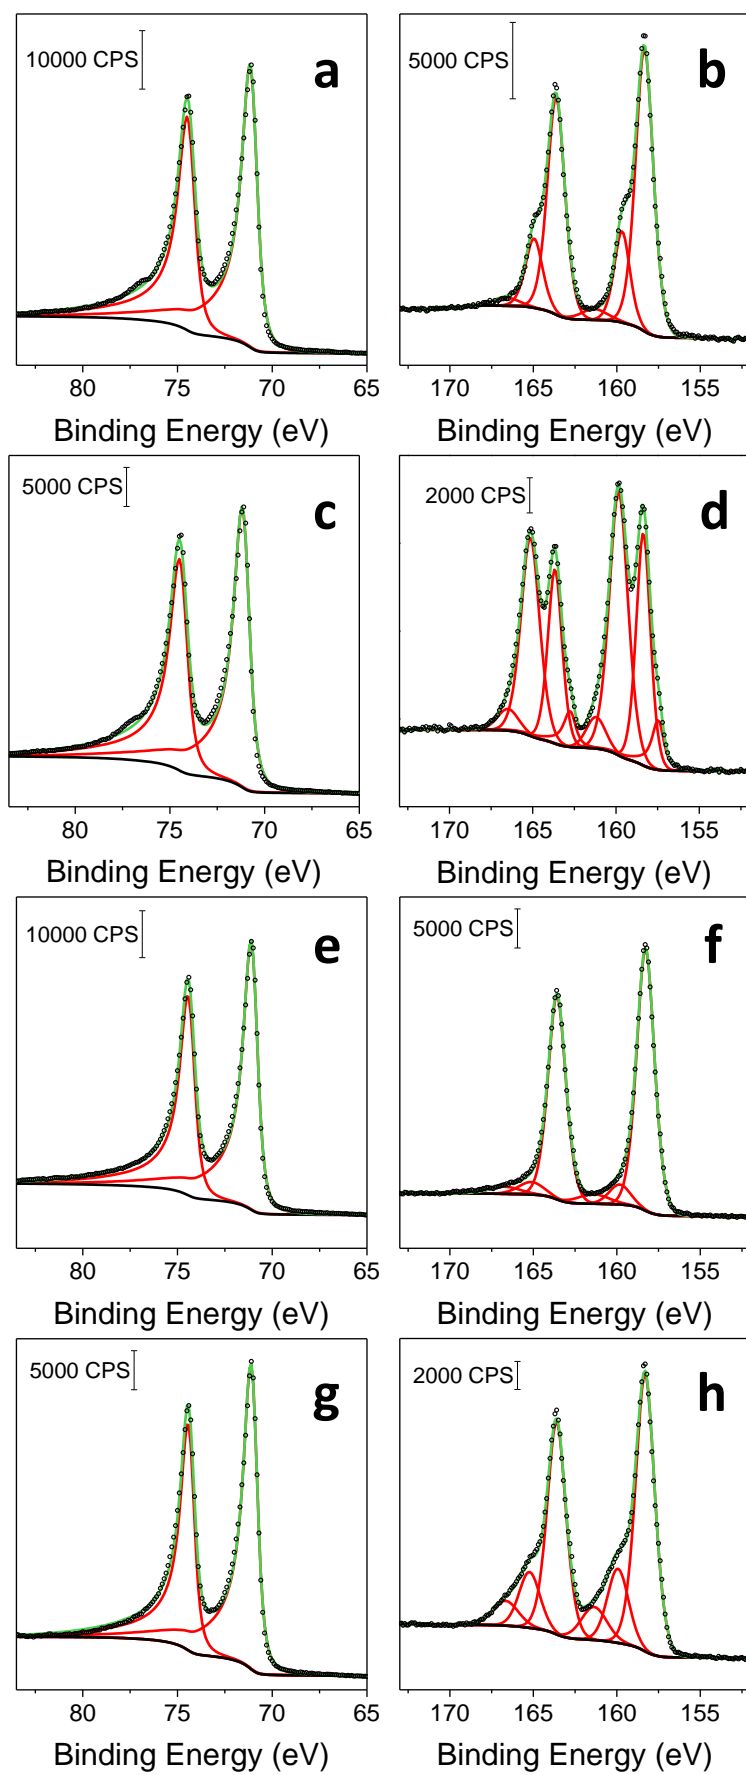 10000 CPS a
5000 CPS b
80 75 70 65
170 165 160 155
Binding Energy (eV)
Binding Energy (eV)
5000 CPS c
2000 CPS d
80 75 70 65
170 165 160 155
Binding Energy (eV)
Binding Energy (eV)
10000 CPS e
5000 CPS f
80 75 70 65
170 165 160 155
Binding Energy (eV)
Binding Energy (eV)
5000 CPS g
2000 CPS h
80 75 70 65
170 165 160 155
Binding Energy (eV)
Binding Energy (eV)